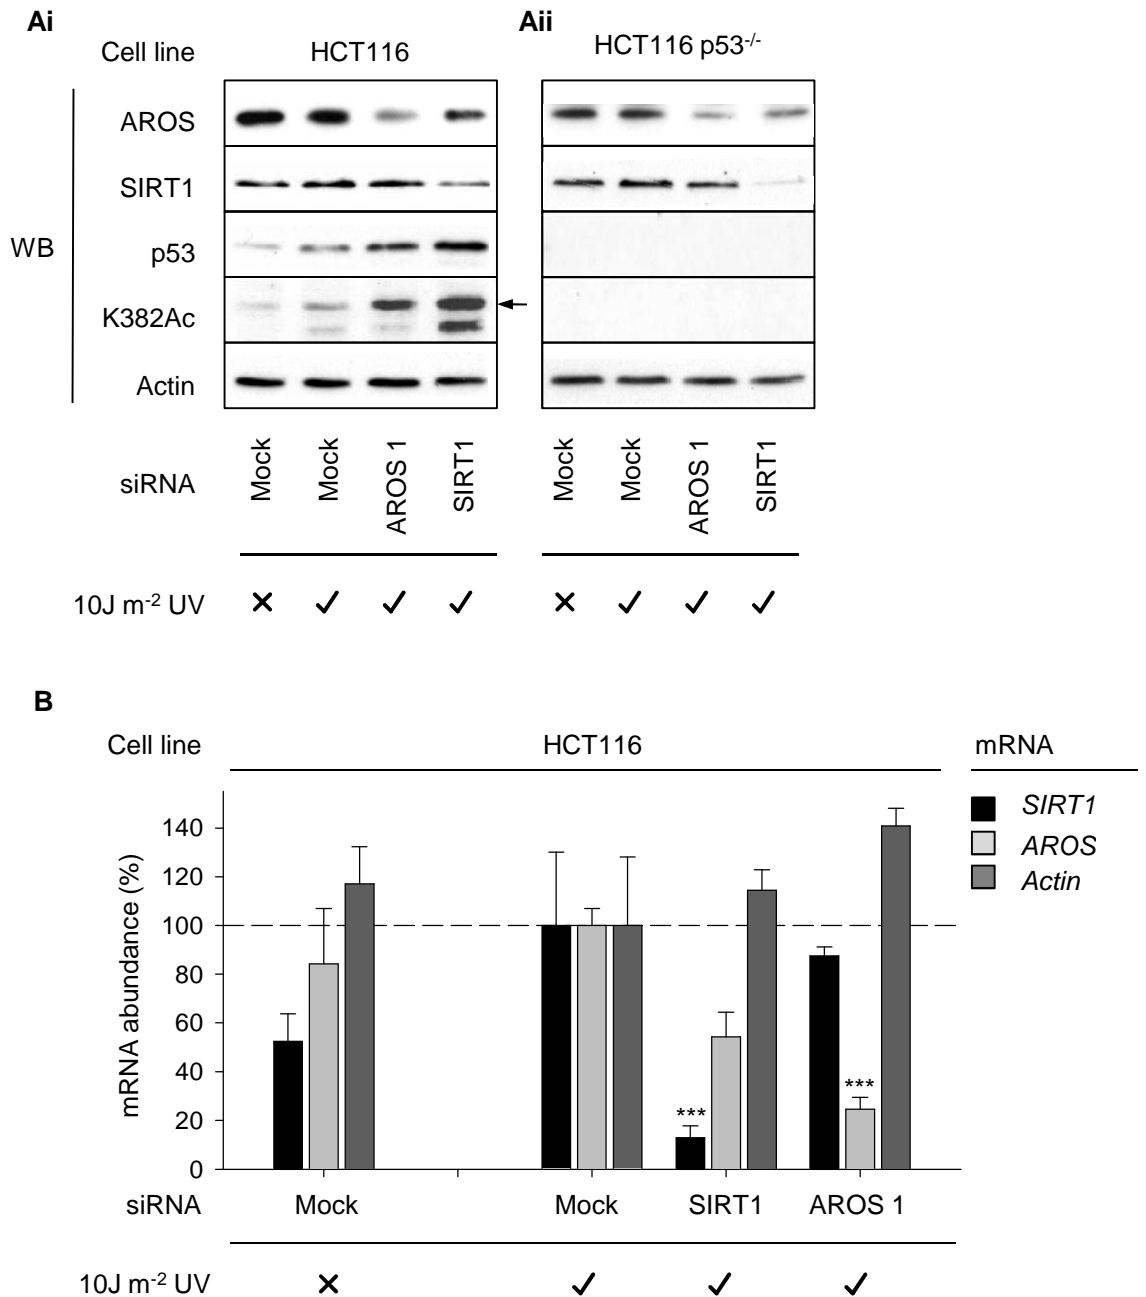 Ai
Aii
Cell line HCT116 HCT116 p53-/-
AROS
SIRT1
WB
p53
K382Ac
Actin
siRNA Mock Mock AROS 1 SIRT1 Mock Mock AROS 1 SIRT1
10J m-2 UV ✕ ✓ ✓ ✓ ✕ ✓ ✓ ✓
B
Cell line HCT116 mRNA
SIRT1
AROS
Actin
mRNA abundance (%)
140
120
100
80
60
40
20
0
***
***
siRNA Mock Mock SIRT1 AROS 1
10J m-2 UV ✕ ✓ ✓ ✓